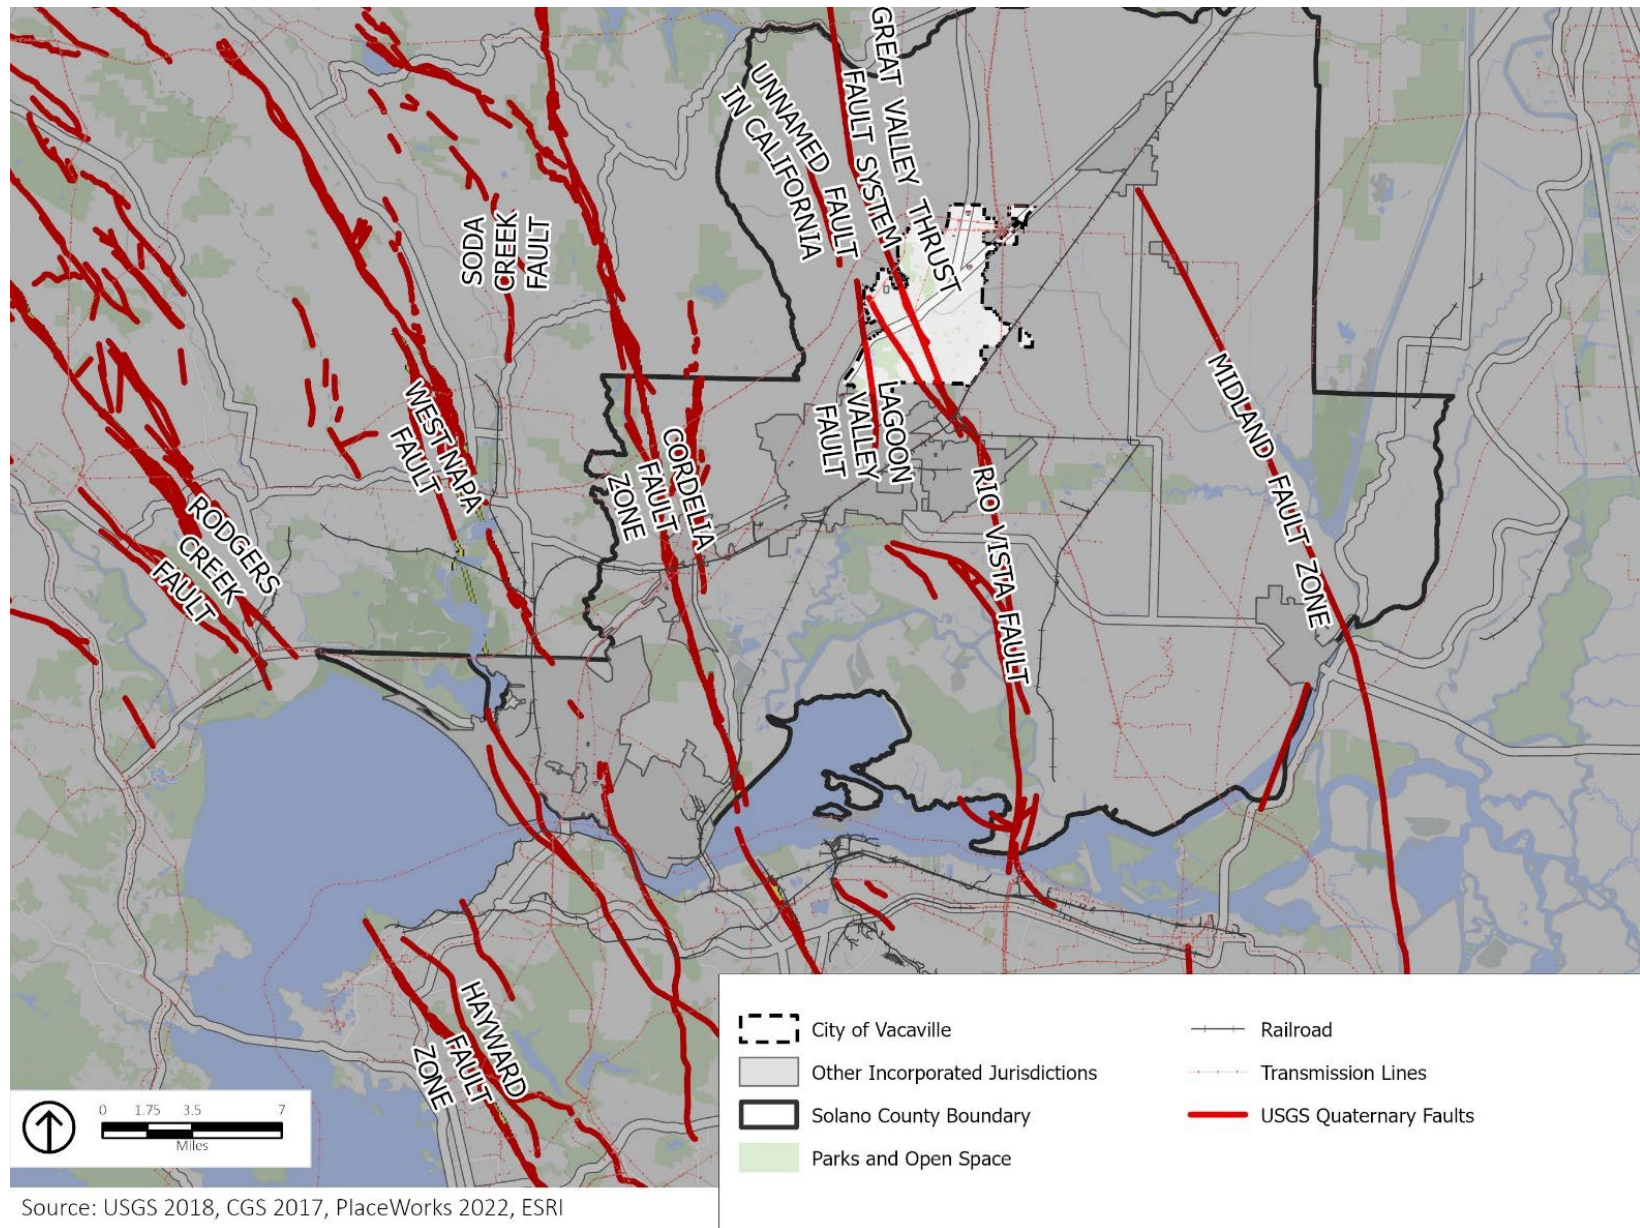 GREAT VALLEY THRUST
FAULT SYSTEM
UNNAMED FAULT
IN CALIFORNIA
SODA
CREEK
FAULT
WEST NAPA
FAULT
CORDELIA
FAULT
ZONE
LAGOON
VALLEY
FAULT
MIDLAND FAULT ZONE
RIO VISTA FAULT
RODGERS
CREEK
FAULT
HAYWARD
FAULT
ZONE
0 1.75 3.5 7
Miles
City of Vacaville
Other Incorporated Jurisdictions
Solano County Boundary
Parks and Open Space
Railroad
Transmission Lines
USGS Quaternary Faults
Source: USGS 2018, CGS 2017, PlaceWorks 2022, ESRI